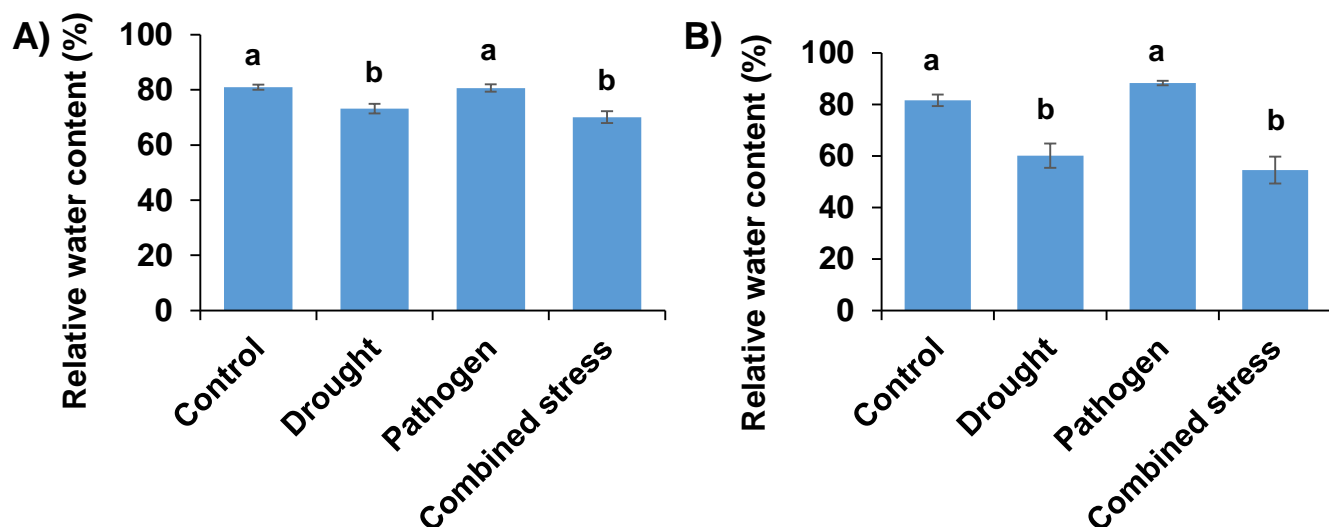 A)
Relative water content (%)
100
80
60
40
20
0
a
b
a
b
Control
Drought
Pathogen
Combined stress
B)
Relative water content (%)
100
80
60
40
20
0
a
b
a
b
Control
Drought
Pathogen
Combined stress